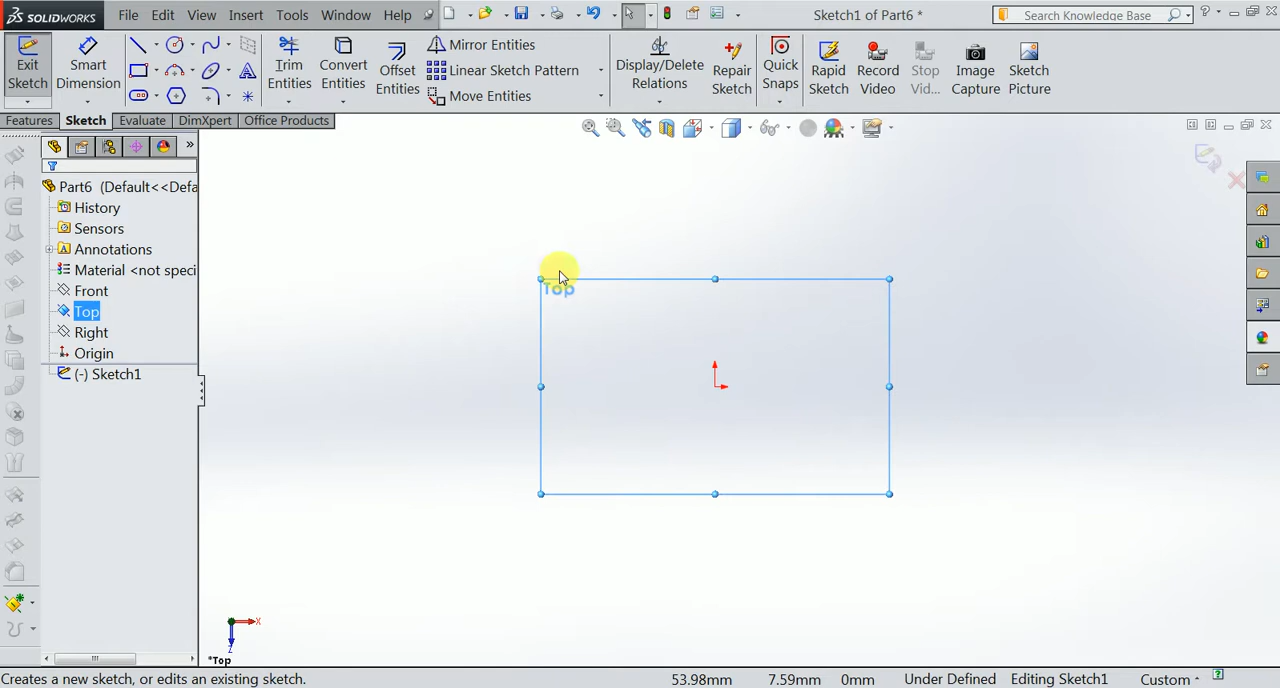 SOLIDWORKS File Edit View Insert Tools Window Help Sketch1 of Part6 * Search Knowledge Base ?
Exit Sketch
Smart Dimension
Trim Entities
Convert Entities
Offset Entities
Mirror Entities
Linear Sketch Pattern
Move Entities
Display/Delete Relations
Repair Sketch
Quick Snaps
Rapid Sketch
Record Video
Stop Vid...
Image Capture
Sketch Picture
Features Sketch Evaluate DimXpert Office Products
»
Part6 (Default<<Defa
History
Sensors
Annotations
Material <not speci
Front
Top
Right
Origin
(-) Sketch1
Top
X
Z
*Top
Creates a new sketch, or edits an existing sketch. 53.98mm 7.59mm 0mm Under Defined Editing Sketch1 Custom ?